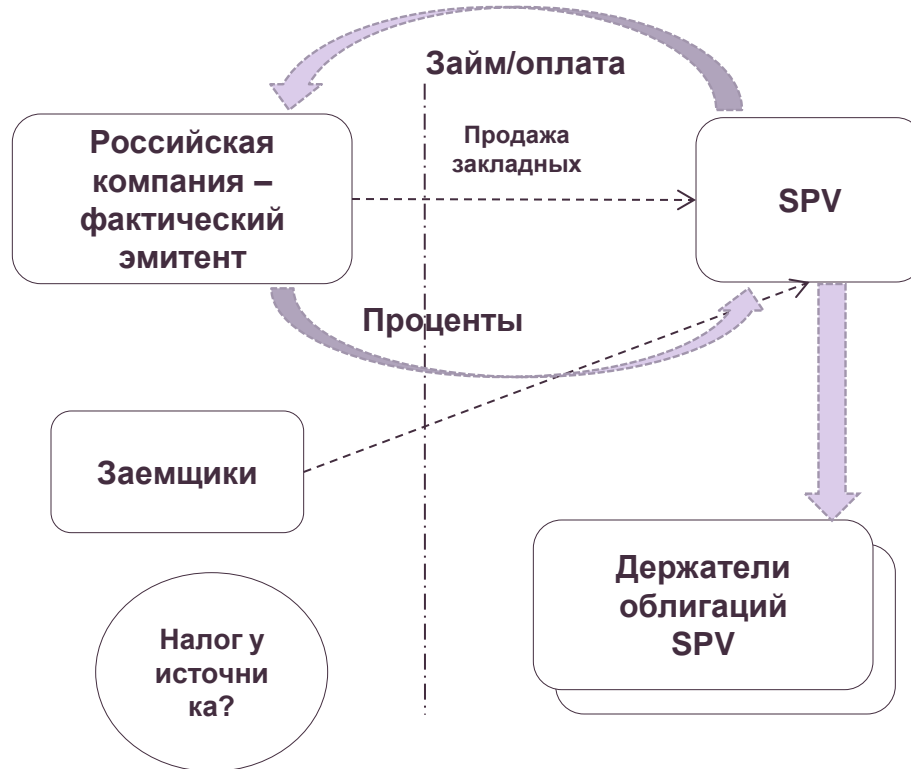 Займ/оплата
Российская
компания –
фактический
эмитент
Продажа
закладных
SPV
Проценты
Заемщики
Держатели
облигаций
SPV
Налог у
источни
ка?